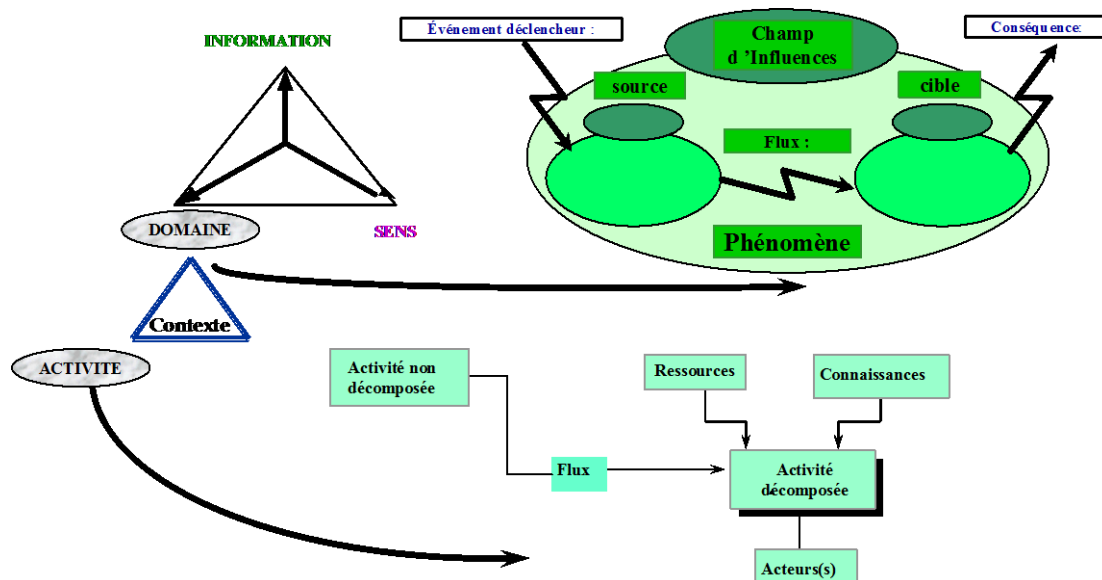 INFORMATION
SENS
DOMAINE
Contexte
ACTIVITE
Événement déclencheur :
Champ
d ’Influences
Conséquence:
source
cible
Flux :
Phénomène
Activité non
décomposée
Ressources
Connaissances
Flux
Activité
décomposée
Acteurs(s)